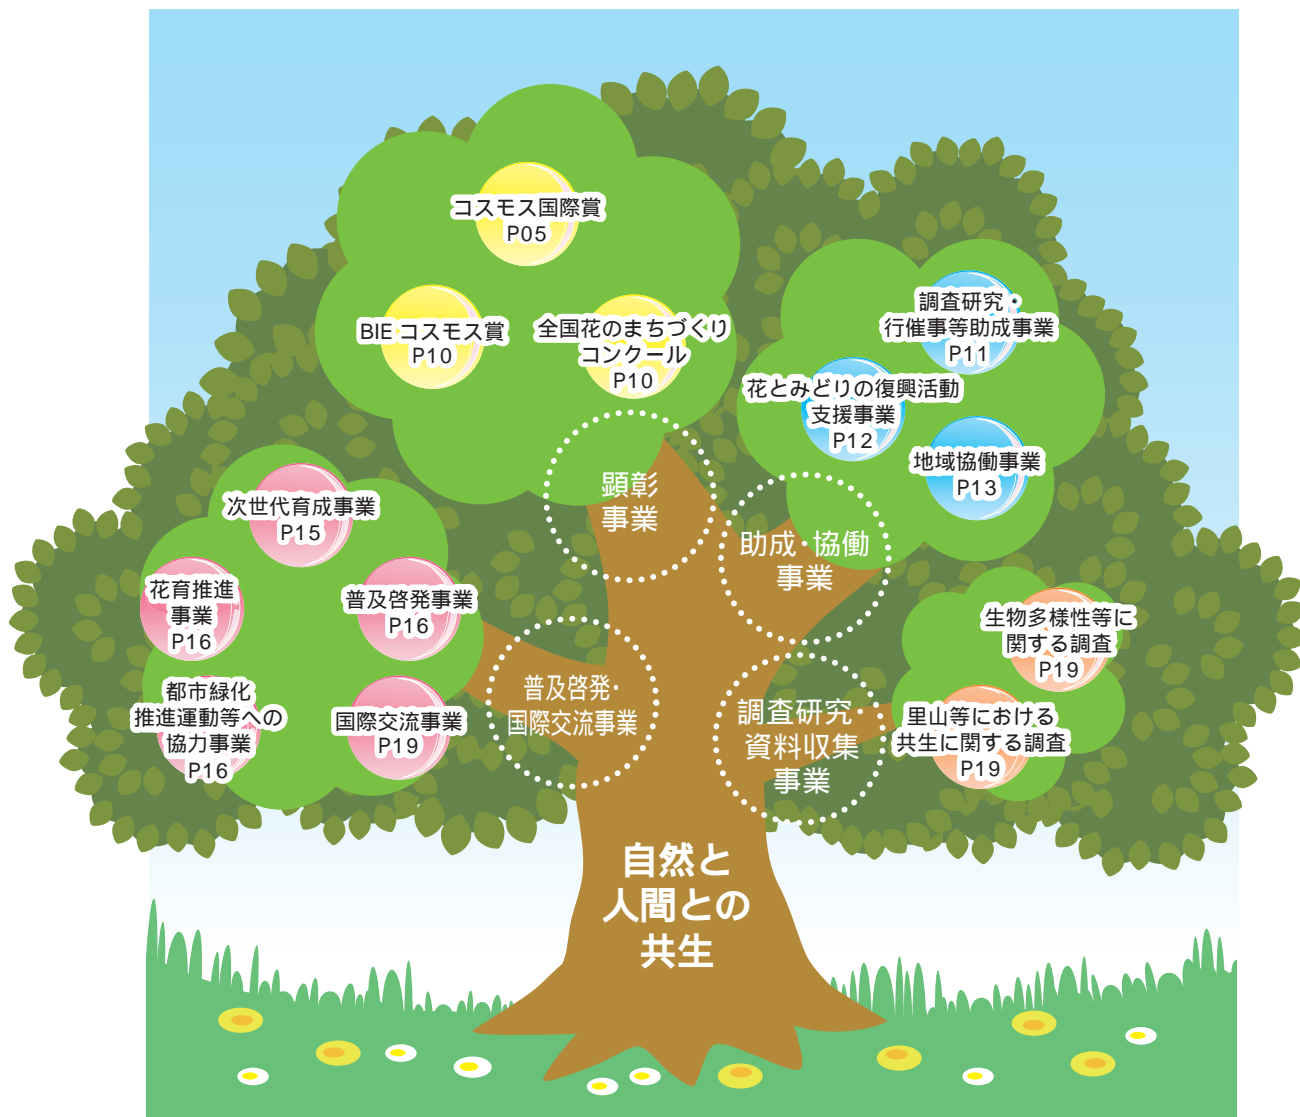 コスモス国際賞
P05
BIE コスモス賞
P10
全国花のまちづくり
コンクール
P10
調査研究・
行催事等助成事業
P11
花とみどりの復興活動
支援事業
P12
地域協働事業
P13
顕彰
事業
助成・協働
事業
次世代育成事業
P15
花育推進
事業
P16
普及啓発事業
P16
都市緑化
推進運動等への
協力事業
P16
国際交流事業
P19
普及啓発・
国際交流事業
調査研究・
資料収集
事業
生物多様性等に
関する調査
P19
里山等における
共生に関する調査
P19
自然と
人間との
共生